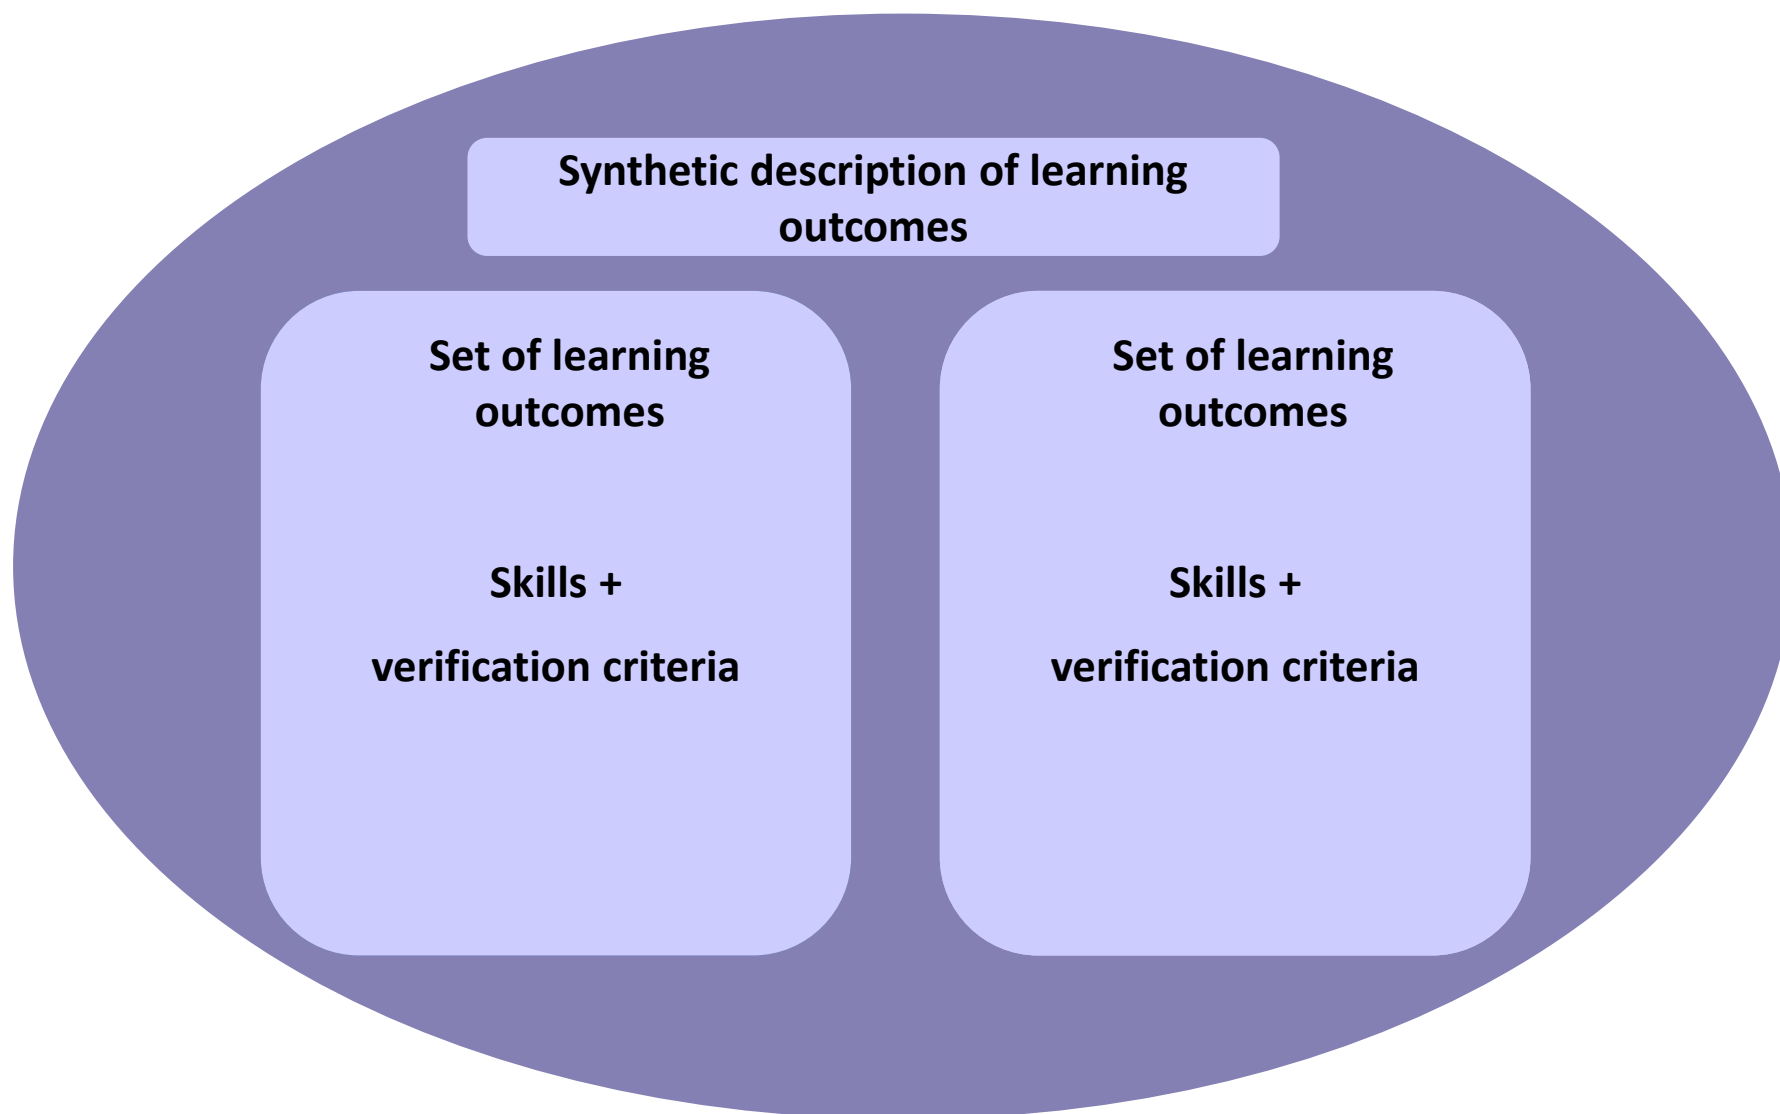 Synthetic description of learning
outcomes
Set of learning
outcomes
Skills +
verification criteria
Set of learning
outcomes
Skills +
verification criteria